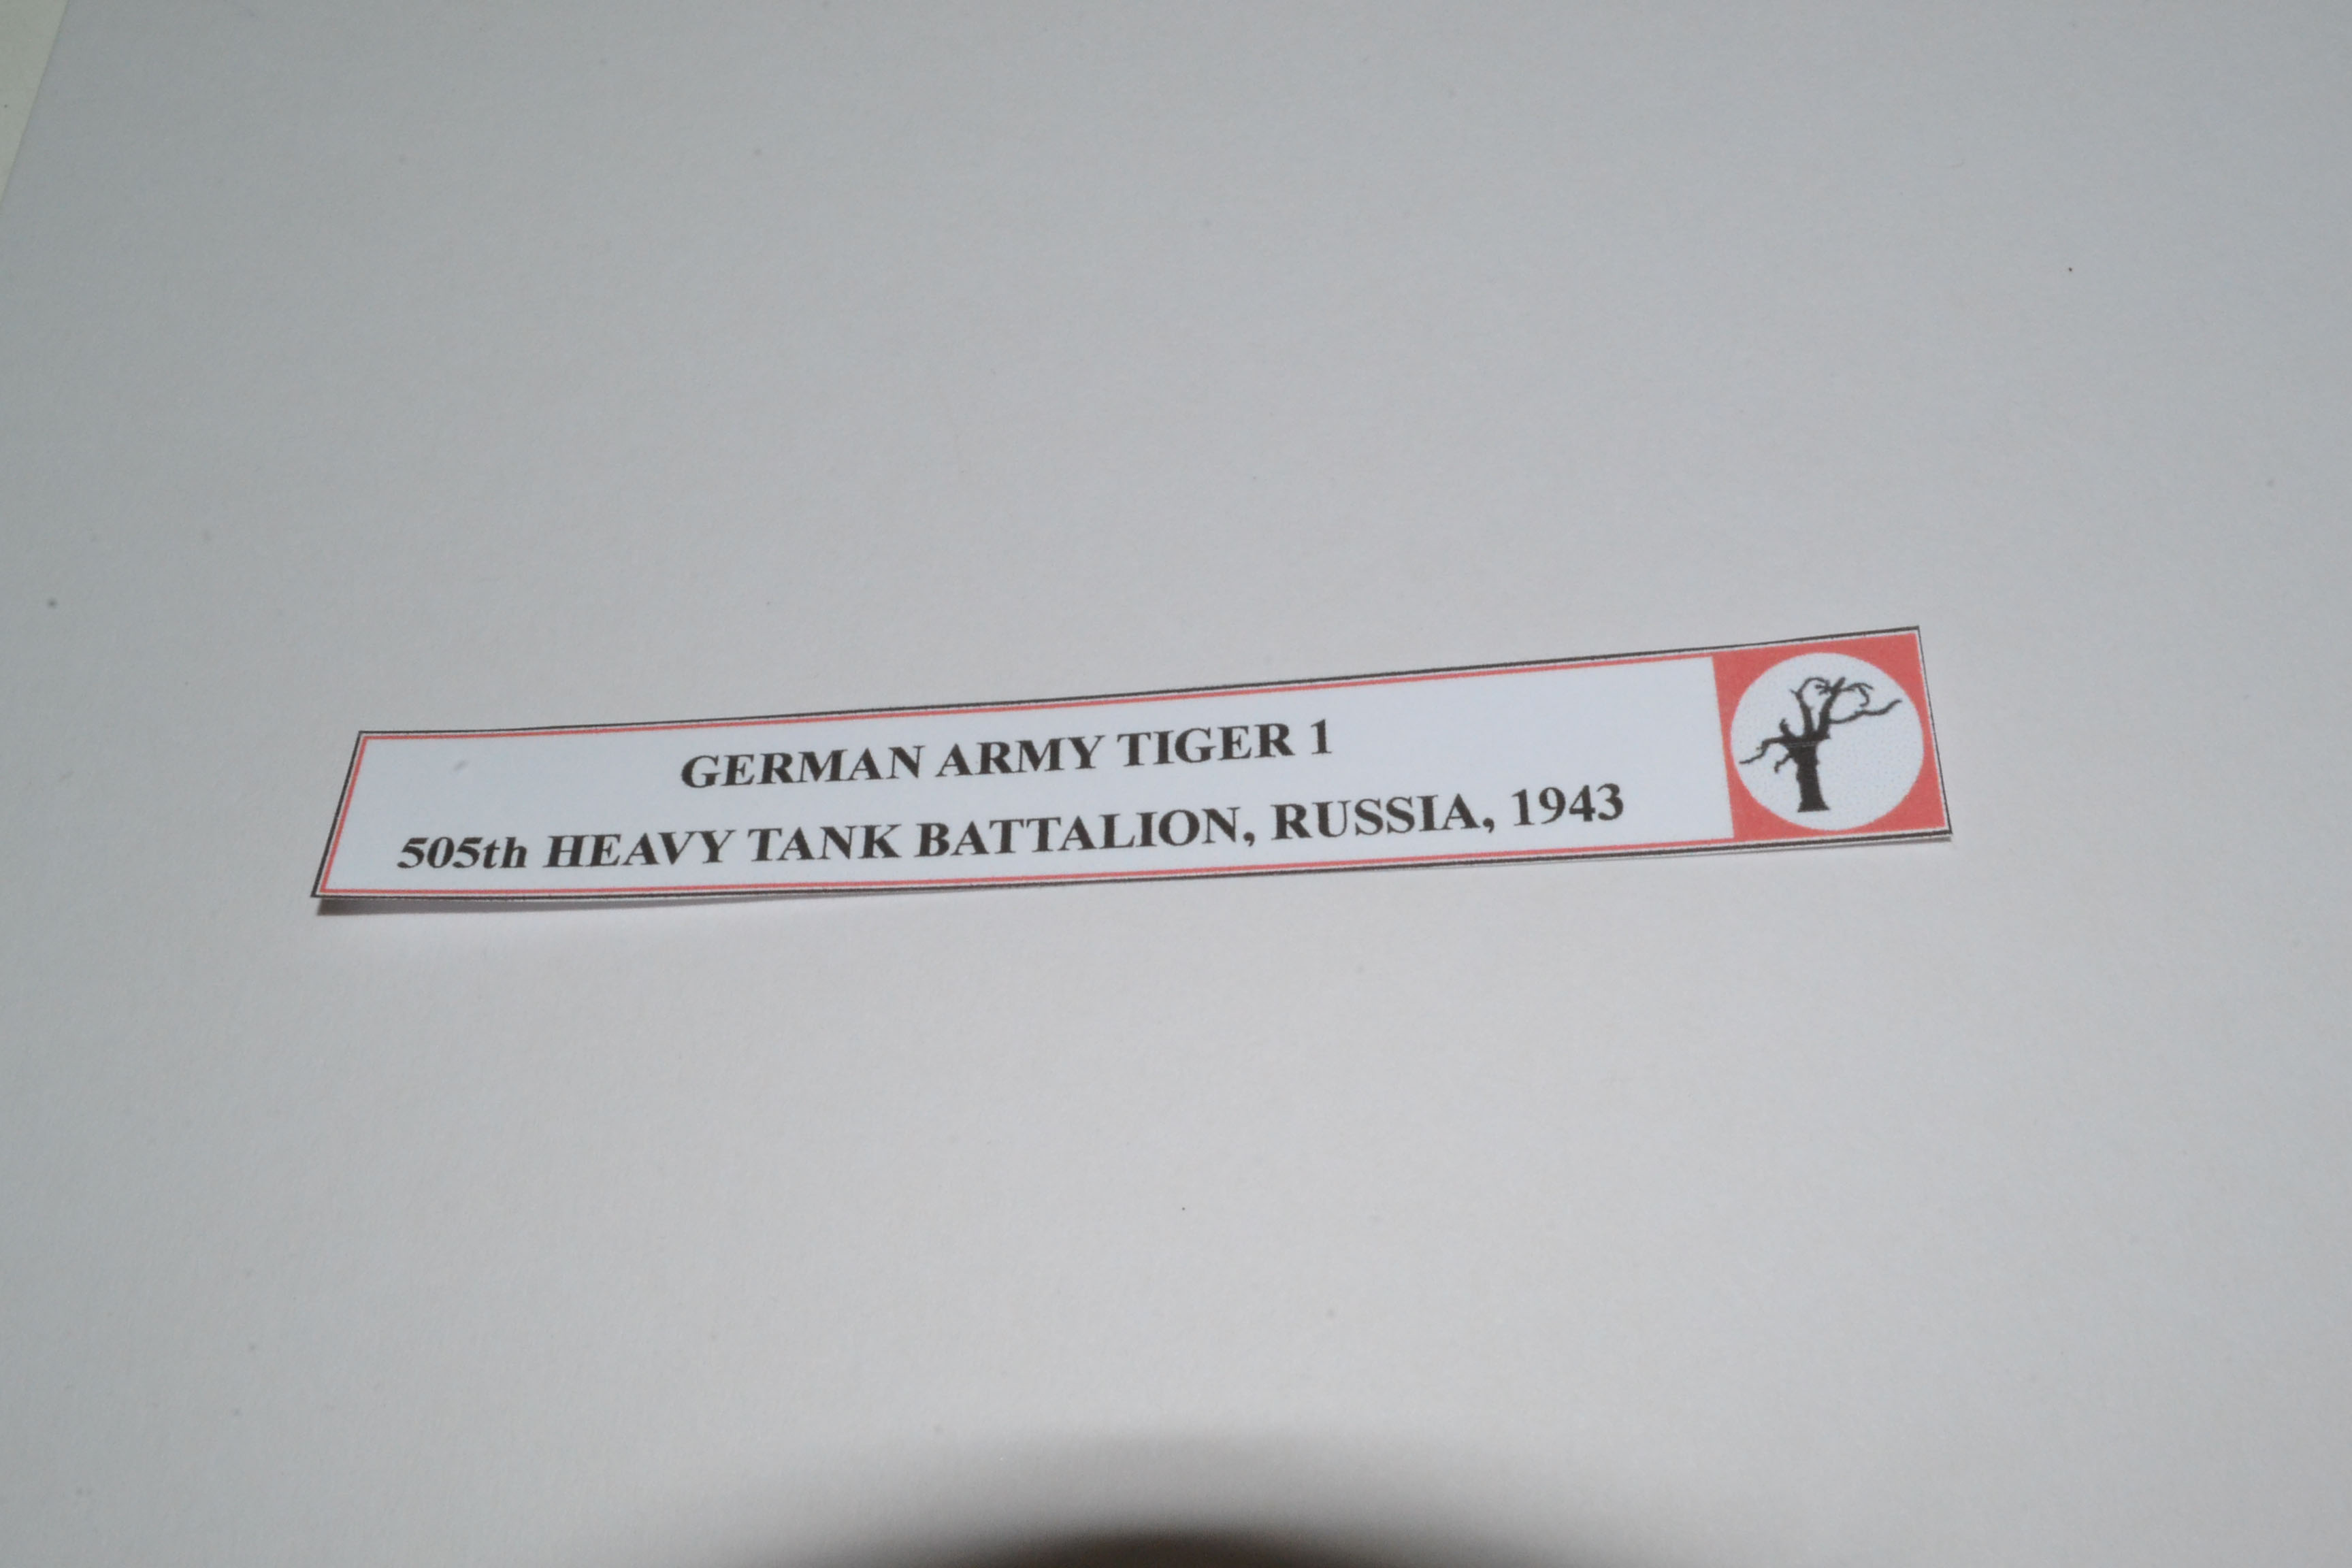 GERMAN ARMY TIGER 1
505th HEAVY TANK BATTALION, RUSSIA, 1943